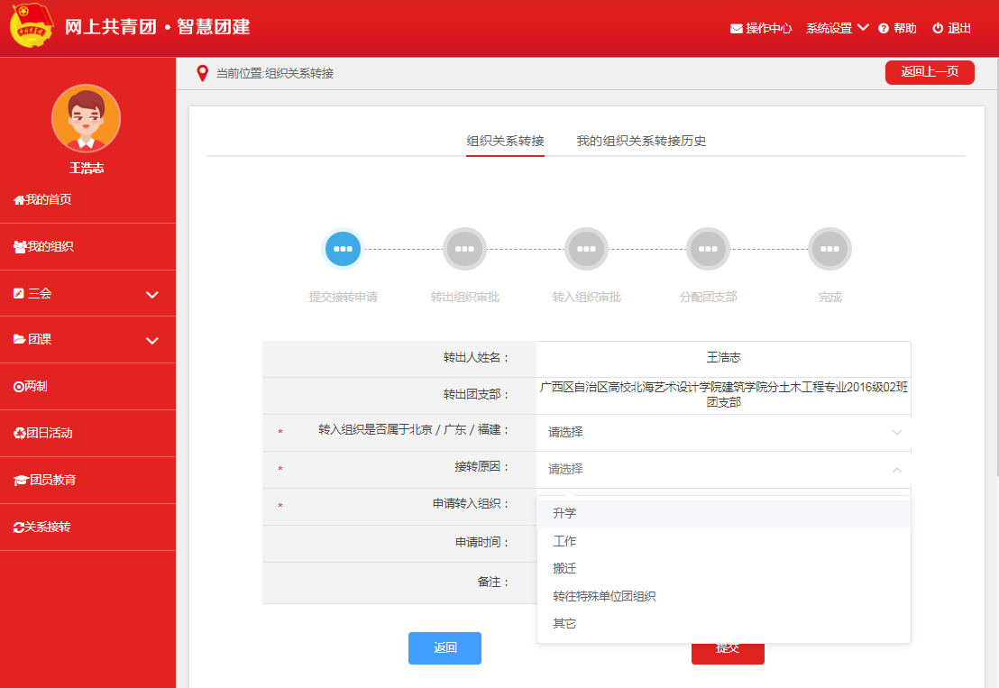 网上共青团·智慧团建
操作中心 系统设置 帮助 退出
当前位置:组织关系转接
返回上一页
王浩志
我的首页
我的组织
三会
团课
两制
团日活动
团员教育
关系接转
组织关系转接 我的组织关系转接历史
提交接转申请 转出组织审批 转入组织审批 分配团支部 完成
转出人姓名： 王浩志
转出团支部： 广西区自治区高校北海艺术设计学院建筑学院分土木工程专业2016级02班
团支部
* 转入组织是否属于北京／广东／福建： 请选择
* 接转原因： 请选择
* 申请转入组织：
申请时间：
备注：
升学
工作
搬迁
转往特殊单位团组织
其它
返回 提交